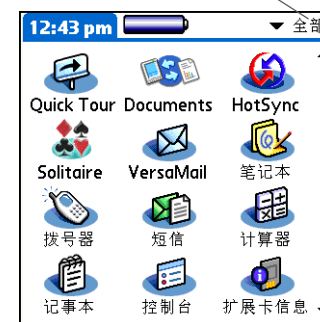 12:43 pm 全部
Quick Tour Documents HotSync
Solitaire VersaMail 笔记本
拨号器 短信 计算器
记事本 控制台 扩展卡信息